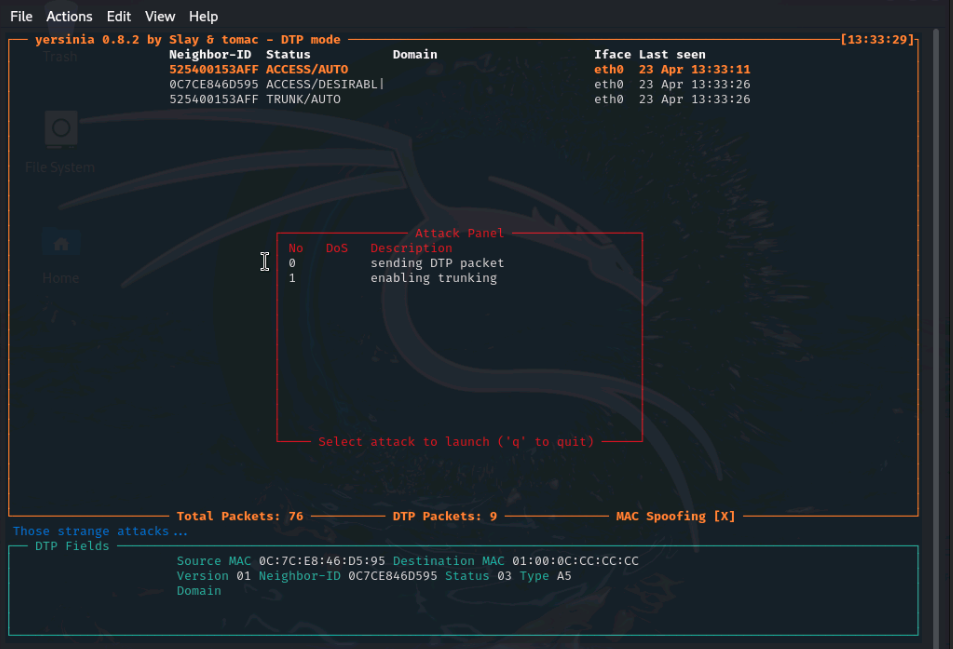 File Actions Edit View Help
yersinia 0.8.2 by Slay & tomac - DTP mode [13:33:29]
Trash
Neighbor-ID Status Domain Iface Last seen
525400153AFF ACCESS/AUTO eth0 23 Apr 13:33:11
0C7CE846D595 ACCESS/DESIRABL| eth0 23 Apr 13:33:26
525400153AFF TRUNK/AUTO eth0 23 Apr 13:33:26
File System
Attack Panel
No DoS Description
0 sending DTP packet
1 enabling trunking
Home
Select attack to launch ('q' to quit)
Total Packets: 76 DTP Packets: 9 MAC Spoofing [X]
Those strange attacks...
DTP Fields
Source MAC 0C:7C:E8:46:D5:95 Destination MAC 01:00:0C:CC:CC:CC
Version 01 Neighbor-ID 0C7CE846D595 Status 03 Type A5
Domain